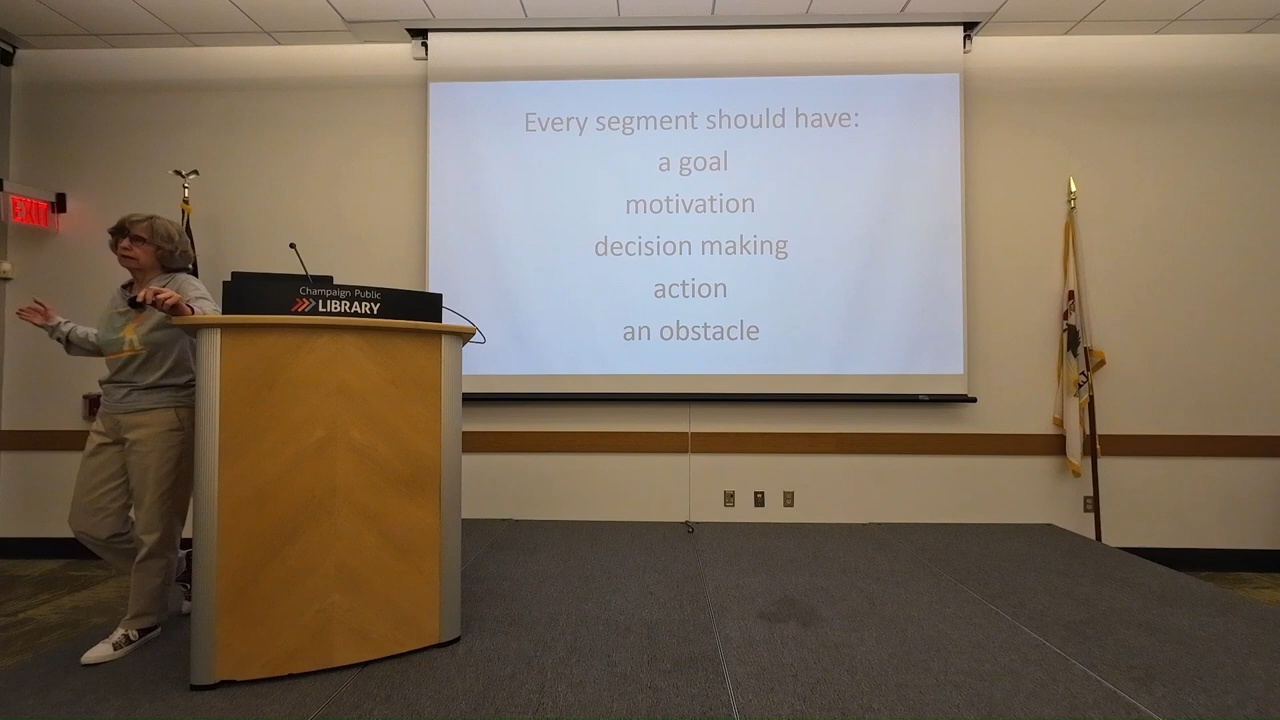 Every segment should have:
a goal
motivation
decision making
action
an obstacle
EXIT
Champaign Public
LIBRARY